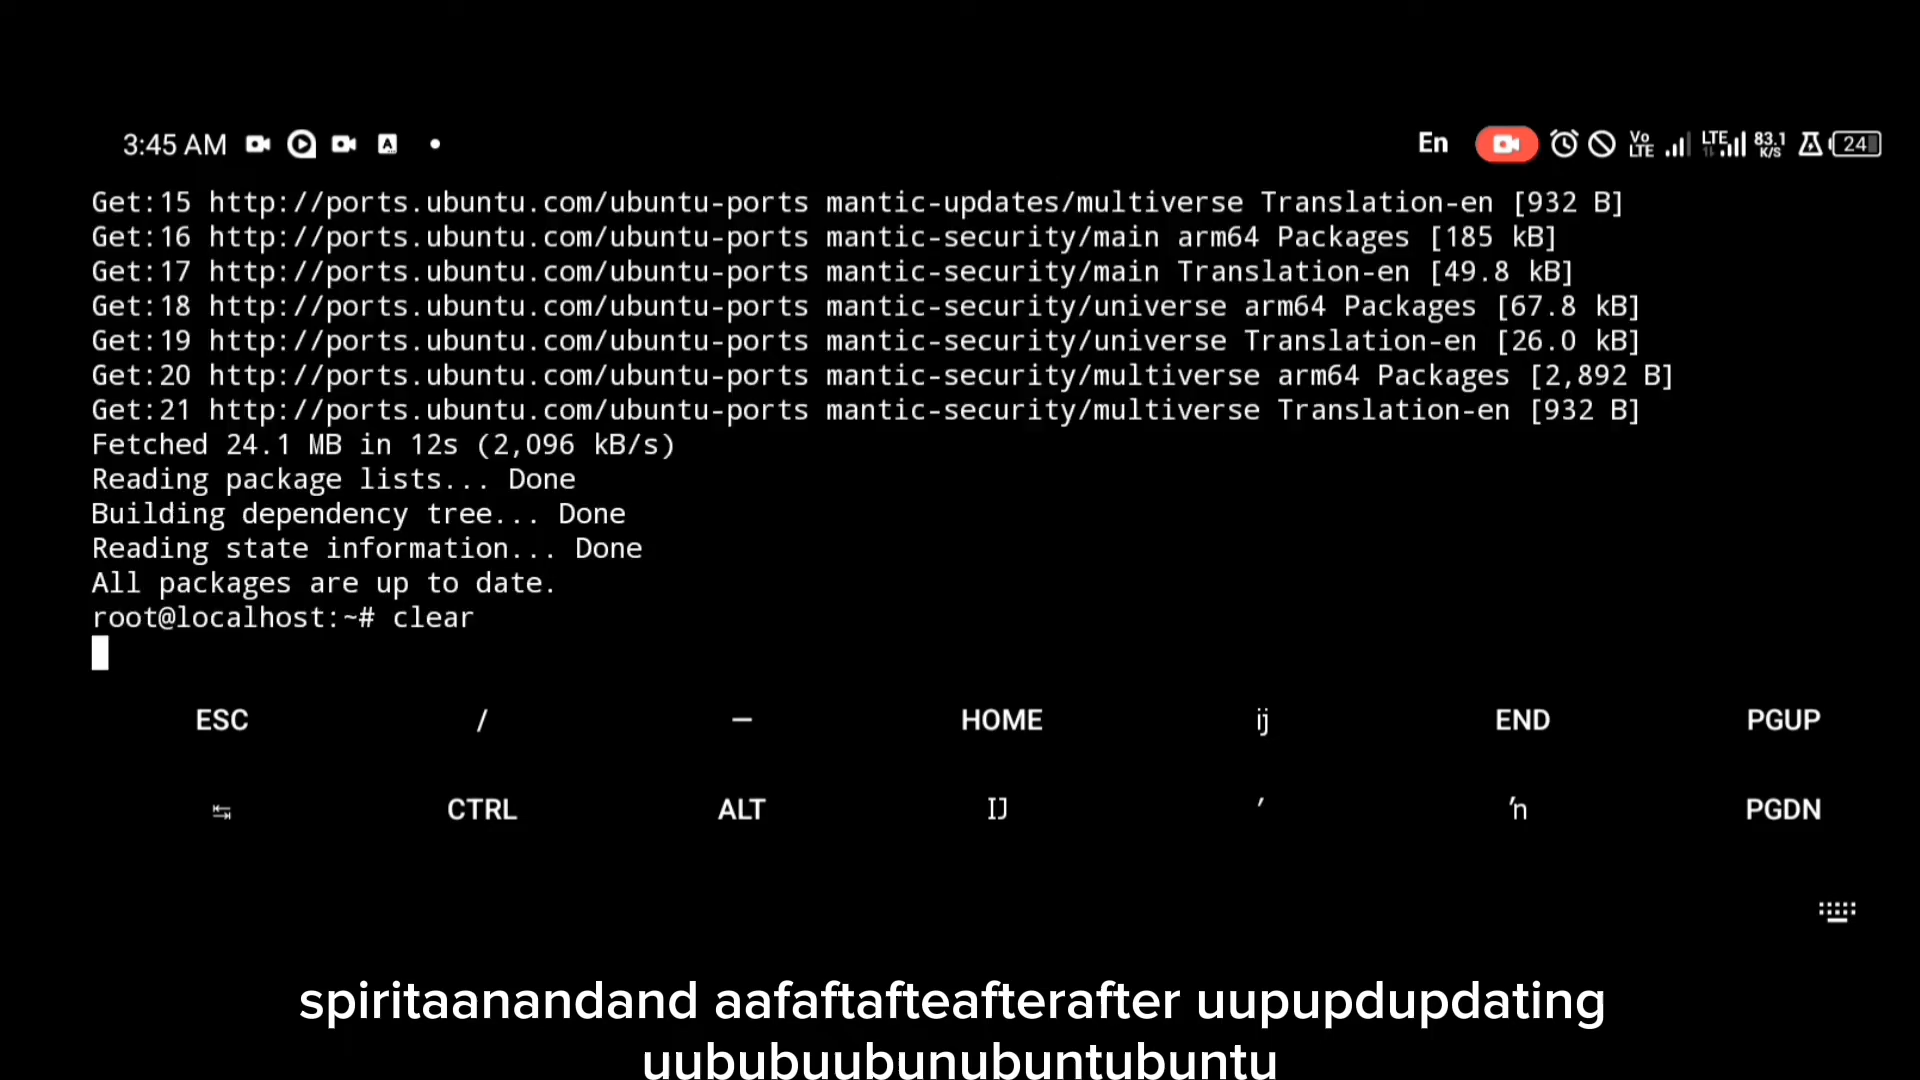 3:45 AM En Vo LTE LTE 83.1 K/S 24
Get:15 http://ports.ubuntu.com/ubuntu-ports mantic-updates/multiverse Translation-en [932 B]
Get:16 http://ports.ubuntu.com/ubuntu-ports mantic-security/main arm64 Packages [185 kB]
Get:17 http://ports.ubuntu.com/ubuntu-ports mantic-security/main Translation-en [49.8 kB]
Get:18 http://ports.ubuntu.com/ubuntu-ports mantic-security/universe arm64 Packages [67.8 kB]
Get:19 http://ports.ubuntu.com/ubuntu-ports mantic-security/universe Translation-en [26.0 kB]
Get:20 http://ports.ubuntu.com/ubuntu-ports mantic-security/multiverse arm64 Packages [2,892 B]
Get:21 http://ports.ubuntu.com/ubuntu-ports mantic-security/multiverse Translation-en [932 B]
Fetched 24.1 MB in 12s (2,096 kB/s)
Reading package lists... Done
Building dependency tree... Done
Reading state information... Done
All packages are up to date.
root@localhost:~# clear
ESC / — HOME ij END PGUP
↹ CTRL ALT IJ ′ ŉ PGDN
spiritaanandand aafaftafteafterafter uupupdupdating
uububuubunubuntubuntu